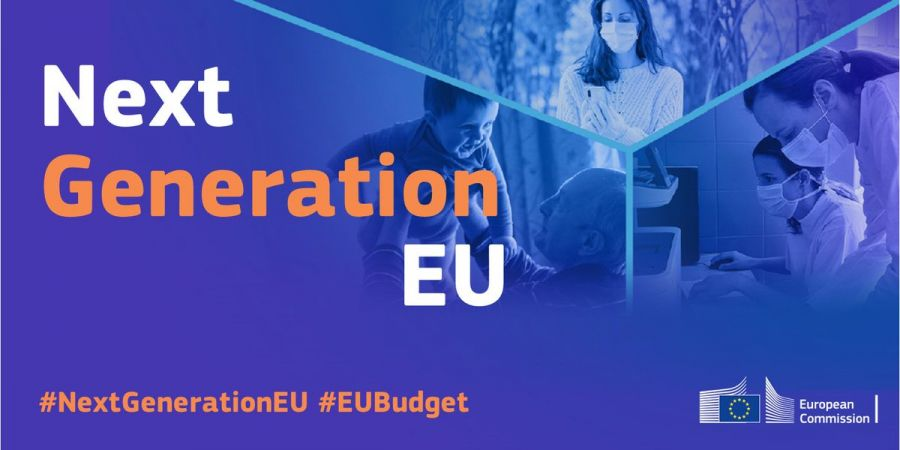 Next
Generation
EU
#NextGenerationEU #EUBudget
European
Commission